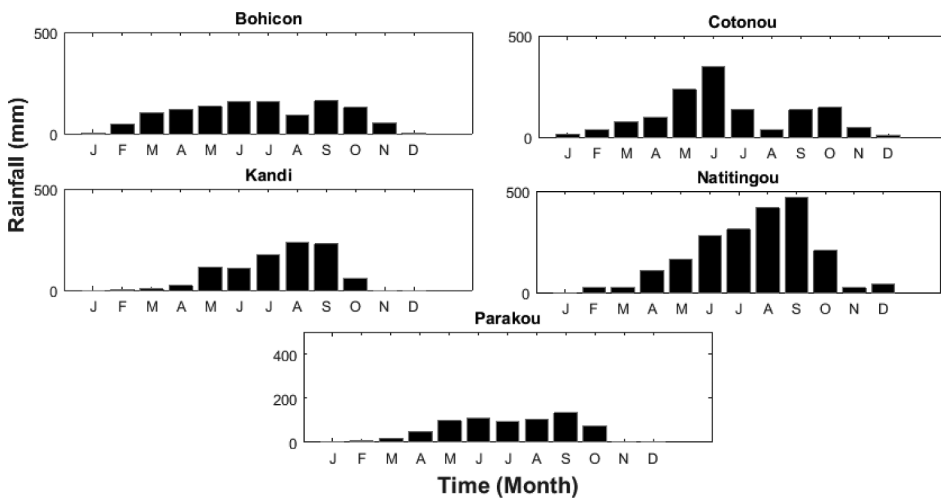 Bohicon
500
0
J F M A M J J A S O N D
Cotonou
500
0
J F M A M J J A S O N D
Rainfall (mm)
Kandi
500
0
J F M A M J J A S O N D
Natitingou
500
0
J F M A M J J A S O N D
Parakou
400
200
0
J F M A M J J A S O N D
Time (Month)